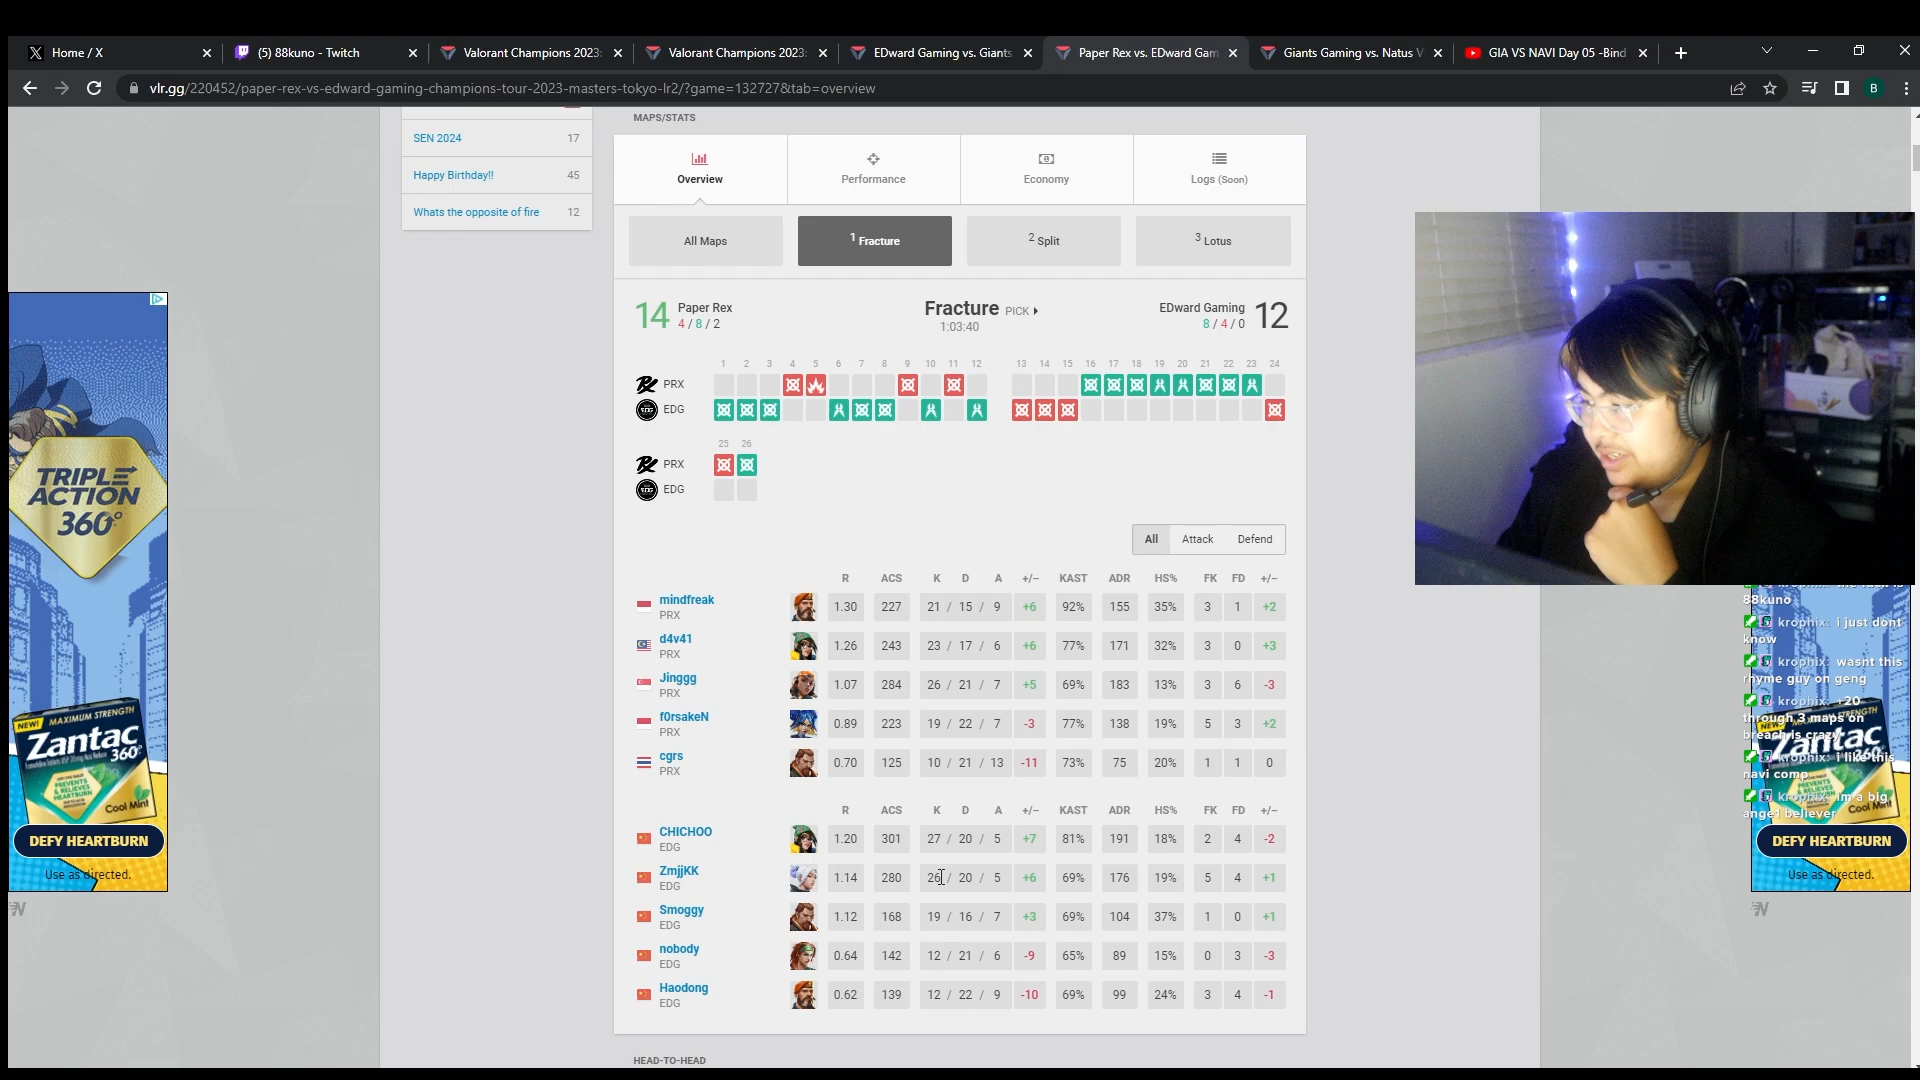 Home / X
(5) 88kuno - Twitch
Valorant Champions 2023:
Valorant Champions 2023:
EDward Gaming vs. Giants
Paper Rex vs. EDward Gam
Giants Gaming vs. Natus V
GIA VS NAVI Day 05 -Bind
vlr.gg/220452/paper-rex-vs-edward-gaming-champions-tour-2023-masters-tokyo-lr2/?game=132727&tab=overview
B
SEN 2024 17
Happy Birthday!! 45
Whats the opposite of fire 12
MAPS/STATS
Overview
Performance
Economy
Logs (Soon)
All Maps
1 Fracture
2 Split
3 Lotus
14 Paper Rex
4 / 8 / 2
Fracture PICK
1:03:40
EDward Gaming 12
8 / 4 / 0
1 2 3 4 5 6 7 8 9 10 11 12 13 14 15 16 17 18 19 20 21 22 23 24
PRX
EDG
25 26
PRX
EDG
All Attack Defend
R ACS K D A +/– KAST ADR HS% FK FD +/–
mindfreak 1.30 227 21 / 15 / 9 +6 92% 155 35% 3 1 +2
PRX
d4v41 1.26 243 23 / 17 / 6 +6 77% 171 32% 3 0 +3
PRX
Jinggg 1.07 284 26 / 21 / 7 +5 69% 183 13% 3 6 -3
PRX
f0rsakeN 0.89 223 19 / 22 / 7 -3 77% 138 19% 5 3 +2
PRX
cgrs 0.70 125 10 / 21 / 13 -11 73% 75 20% 1 1 0
PRX
R ACS K D A +/– KAST ADR HS% FK FD +/–
CHICHOO 1.20 301 27 / 20 / 5 +7 81% 191 18% 2 4 -2
EDG
ZmjjKK 1.14 280 26 / 20 / 5 +6 69% 176 19% 5 4 +1
EDG
Smoggy 1.12 168 19 / 16 / 7 +3 69% 104 37% 1 0 +1
EDG
nobody 0.64 142 12 / 21 / 6 -9 65% 89 15% 0 3 -3
EDG
Haodong 0.62 139 12 / 22 / 9 -10 69% 99 24% 3 4 -1
EDG
HEAD-TO-HEAD
TRIPLE
ACTION
360°
NEW! MAXIMUM STRENGTH
Zantac
360°
PREVENTS &
RELIEVES
HEARTBURN
Cool Mint
DEFY HEARTBURN
Use as directed.
88kuno
krophix: i just dont
know
krophix: wasnt this
rhyme guy on geng
krophix: +20
through 3 maps on
breach is crazy
krophix: i like this
navi comp
krophix: im a big
ange1 believer
Zantac
DEFY HEARTBURN
Use as directed.